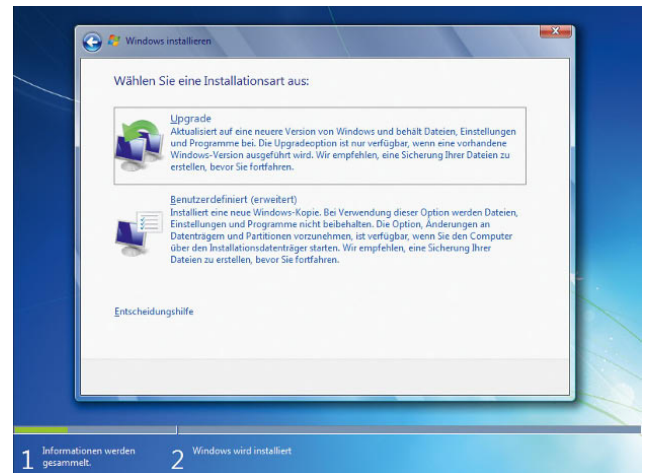 Windows installieren
Wählen Sie eine Installationsart aus:
Upgrade
Aktualisiert auf eine neuere Version von Windows und behält Dateien, Einstellungen
und Programme bei. Die Upgradeoption ist nur verfügbar, wenn eine vorhandene
Windows-Version ausgeführt wird. Wir empfehlen, eine Sicherung Ihrer Dateien zu
erstellen, bevor Sie fortfahren.
Benutzerdefiniert (erweitert)
Installiert eine neue Windows-Kopie. Bei Verwendung dieser Option werden Dateien,
Einstellungen und Programme nicht beibehalten. Die Option, Änderungen an
Datenträgern und Partitionen vorzunehmen, ist verfügbar, wenn Sie den Computer
über den Installationsdatenträger starten. Wir empfehlen, eine Sicherung Ihrer
Dateien zu erstellen, bevor Sie fortfahren.
Entscheidungshilfe
1 Informationen werden
gesammelt.
2 Windows wird installiert